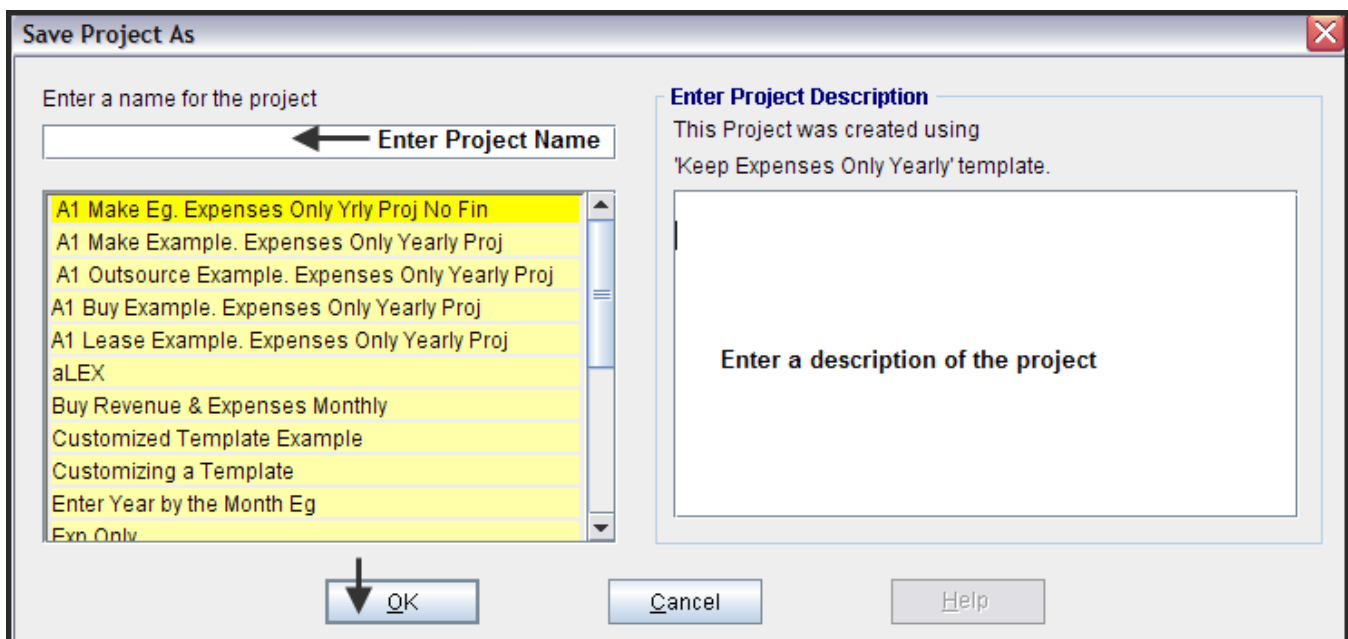 Save Project As
Enter a name for the project
Enter Project Name
A1 Make Eg. Expenses Only Yrly Proj No Fin
A1 Make Example. Expenses Only Yearly Proj
A1 Outsource Example. Expenses Only Yearly Proj
A1 Buy Example. Expenses Only Yearly Proj
A1 Lease Example. Expenses Only Yearly Proj
aLEX
Buy Revenue & Expenses Monthly
Customized Template Example
Customizing a Template
Enter Year by the Month Eg
Exp Only
Enter Project Description
This Project was created using
'Keep Expenses Only Yearly' template.
Enter a description of the project
OK
Cancel
Help